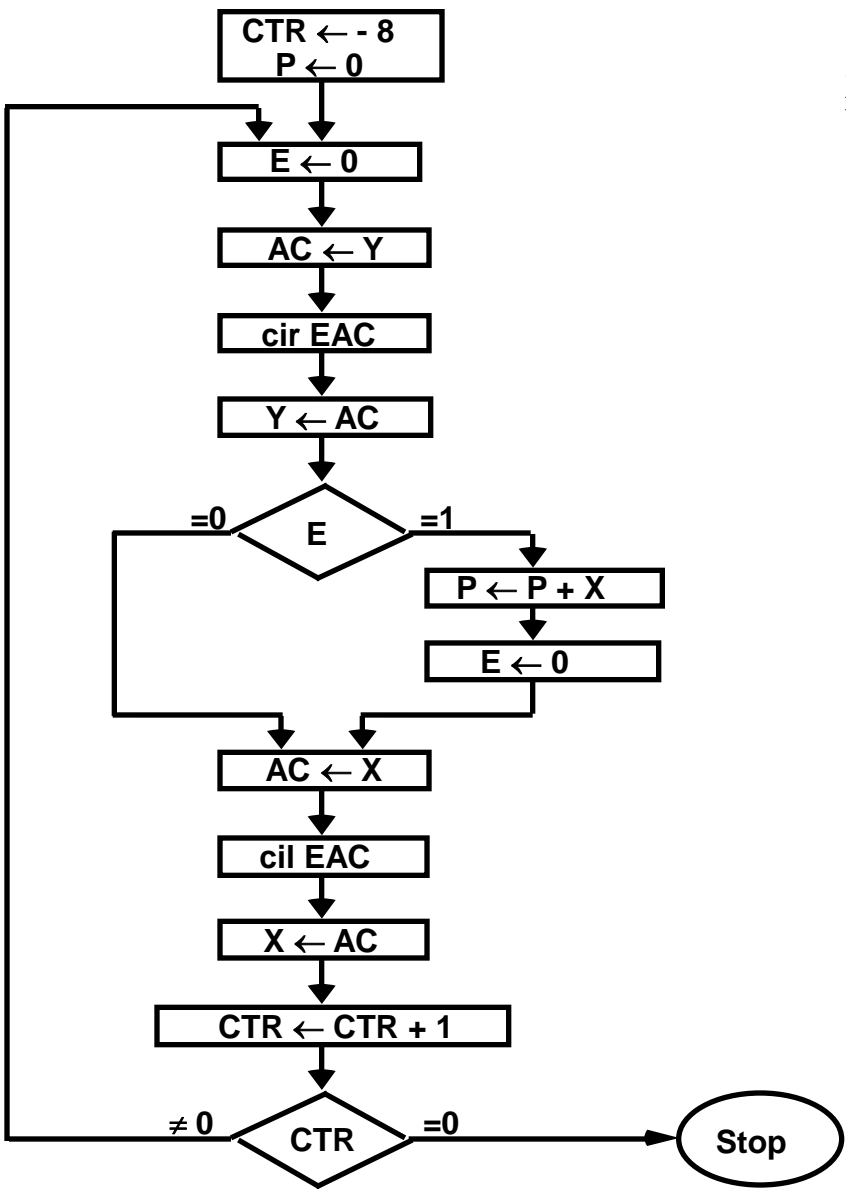 CTR ← - 8
P ← 0
E ← 0
AC ← Y
cir EAC
Y ← AC
=0
E
=1
P ← P + X
E ← 0
AC ← X
cil EAC
X ← AC
CTR ← CTR + 1
≠ 0
CTR
=0
Stop